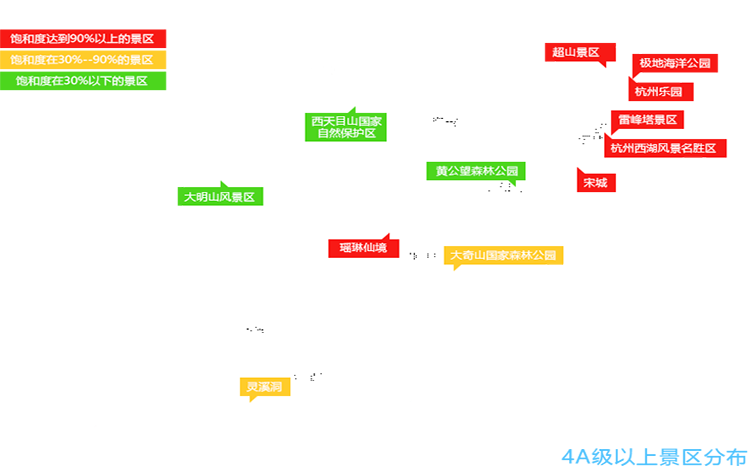 饱和度达到90%以上的景区
饱和度在30%--90%的景区
饱和度在30%以下的景区
超山景区
极地海洋公园
杭州乐园
西天目山国家
自然保护区
雷峰塔景区
杭州西湖风景名胜区
黄公望森林公园
宋城
大明山风景区
瑶琳仙境
大奇山国家森林公园
灵溪洞
4A级以上景区分布